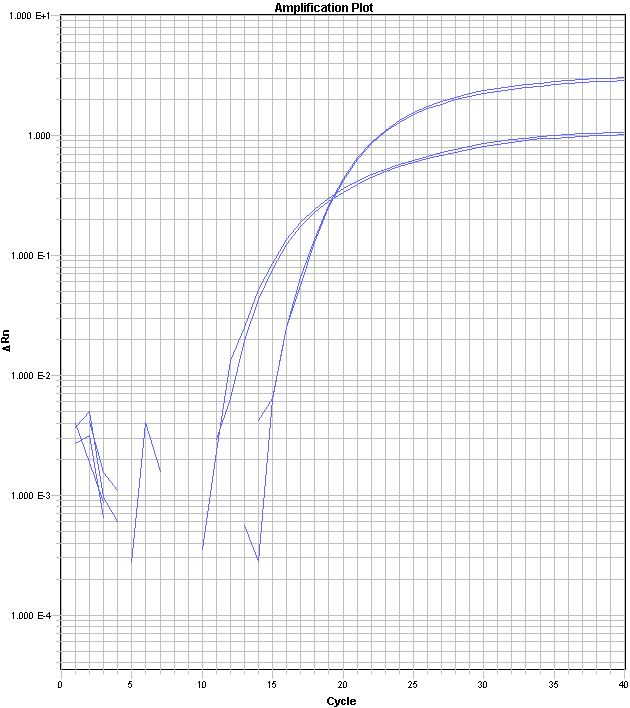 Amplification Plot
1.000 E+1
1.000
1.000 E-1
1.000 E-2
1.000 E-3
1.000 E-4
Δ Rn
0 5 10 15 20 25 30 35 40
Cycle